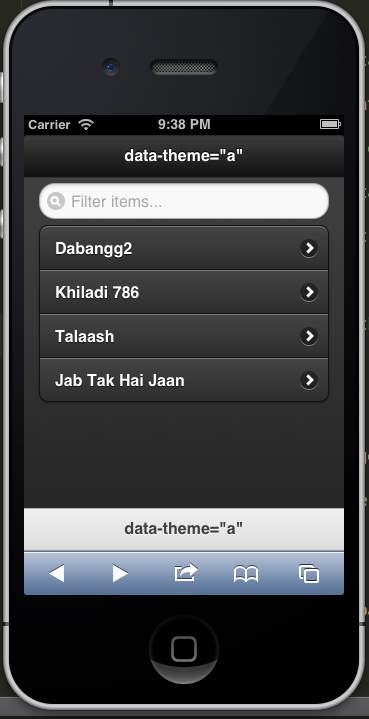 Carrier 9:38 PM
data-theme="a"
Filter items...
Dabangg2
Khiladi 786
Talaash
Jab Tak Hai Jaan
data-theme="a"